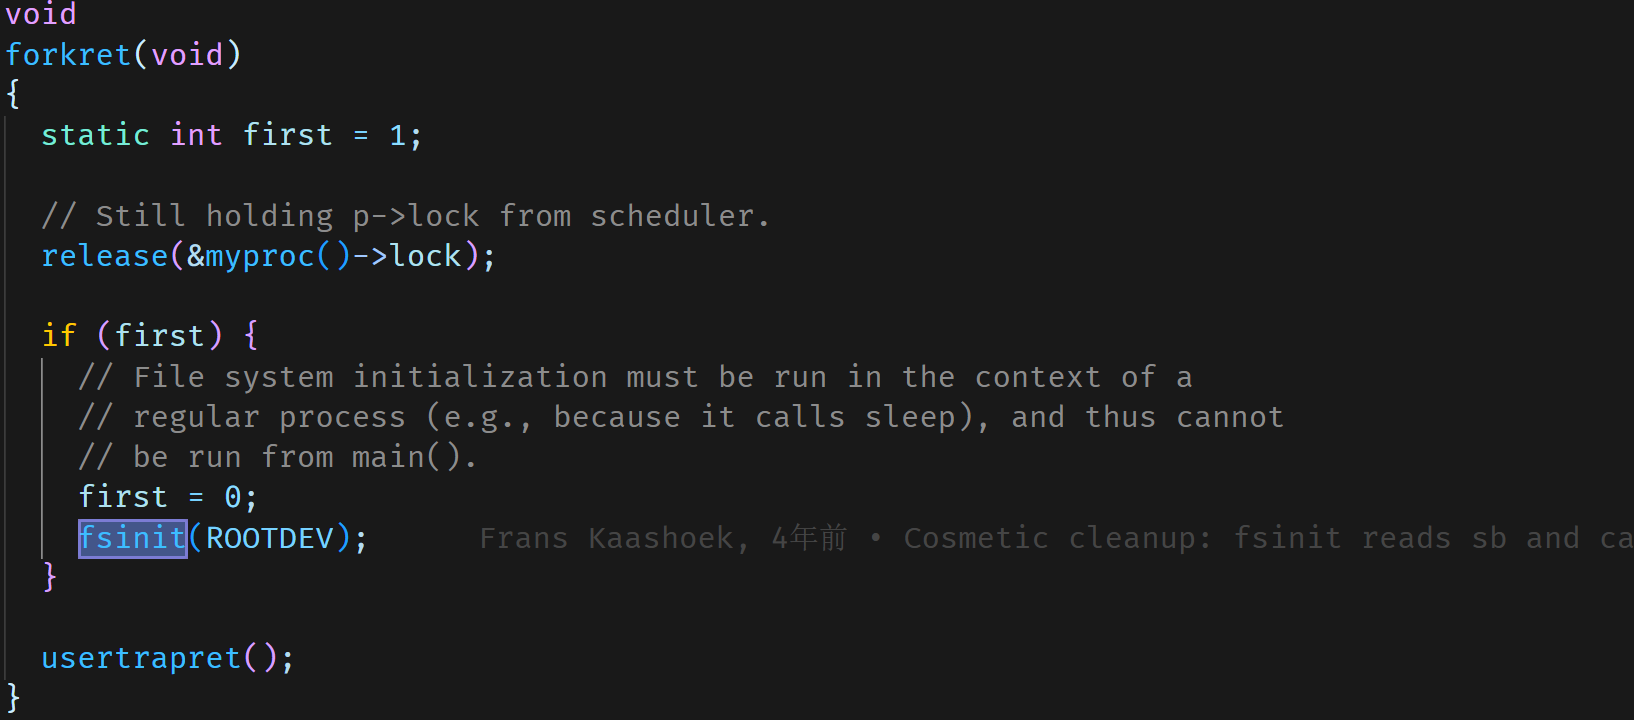 void
forkret(void)
{
  static int first = 1;
  // Still holding p->lock from scheduler.
  release(&myproc()->lock);
  if (first) {
    // File system initialization must be run in the context of a
    // regular process (e.g., because it calls sleep), and thus cannot
    // be run from main().
    first = 0;
    fsinit(ROOTDEV);      Frans Kaashoek, 4年前 • Cosmetic cleanup: fsinit reads sb and ca
  }
  usertrapret();
}